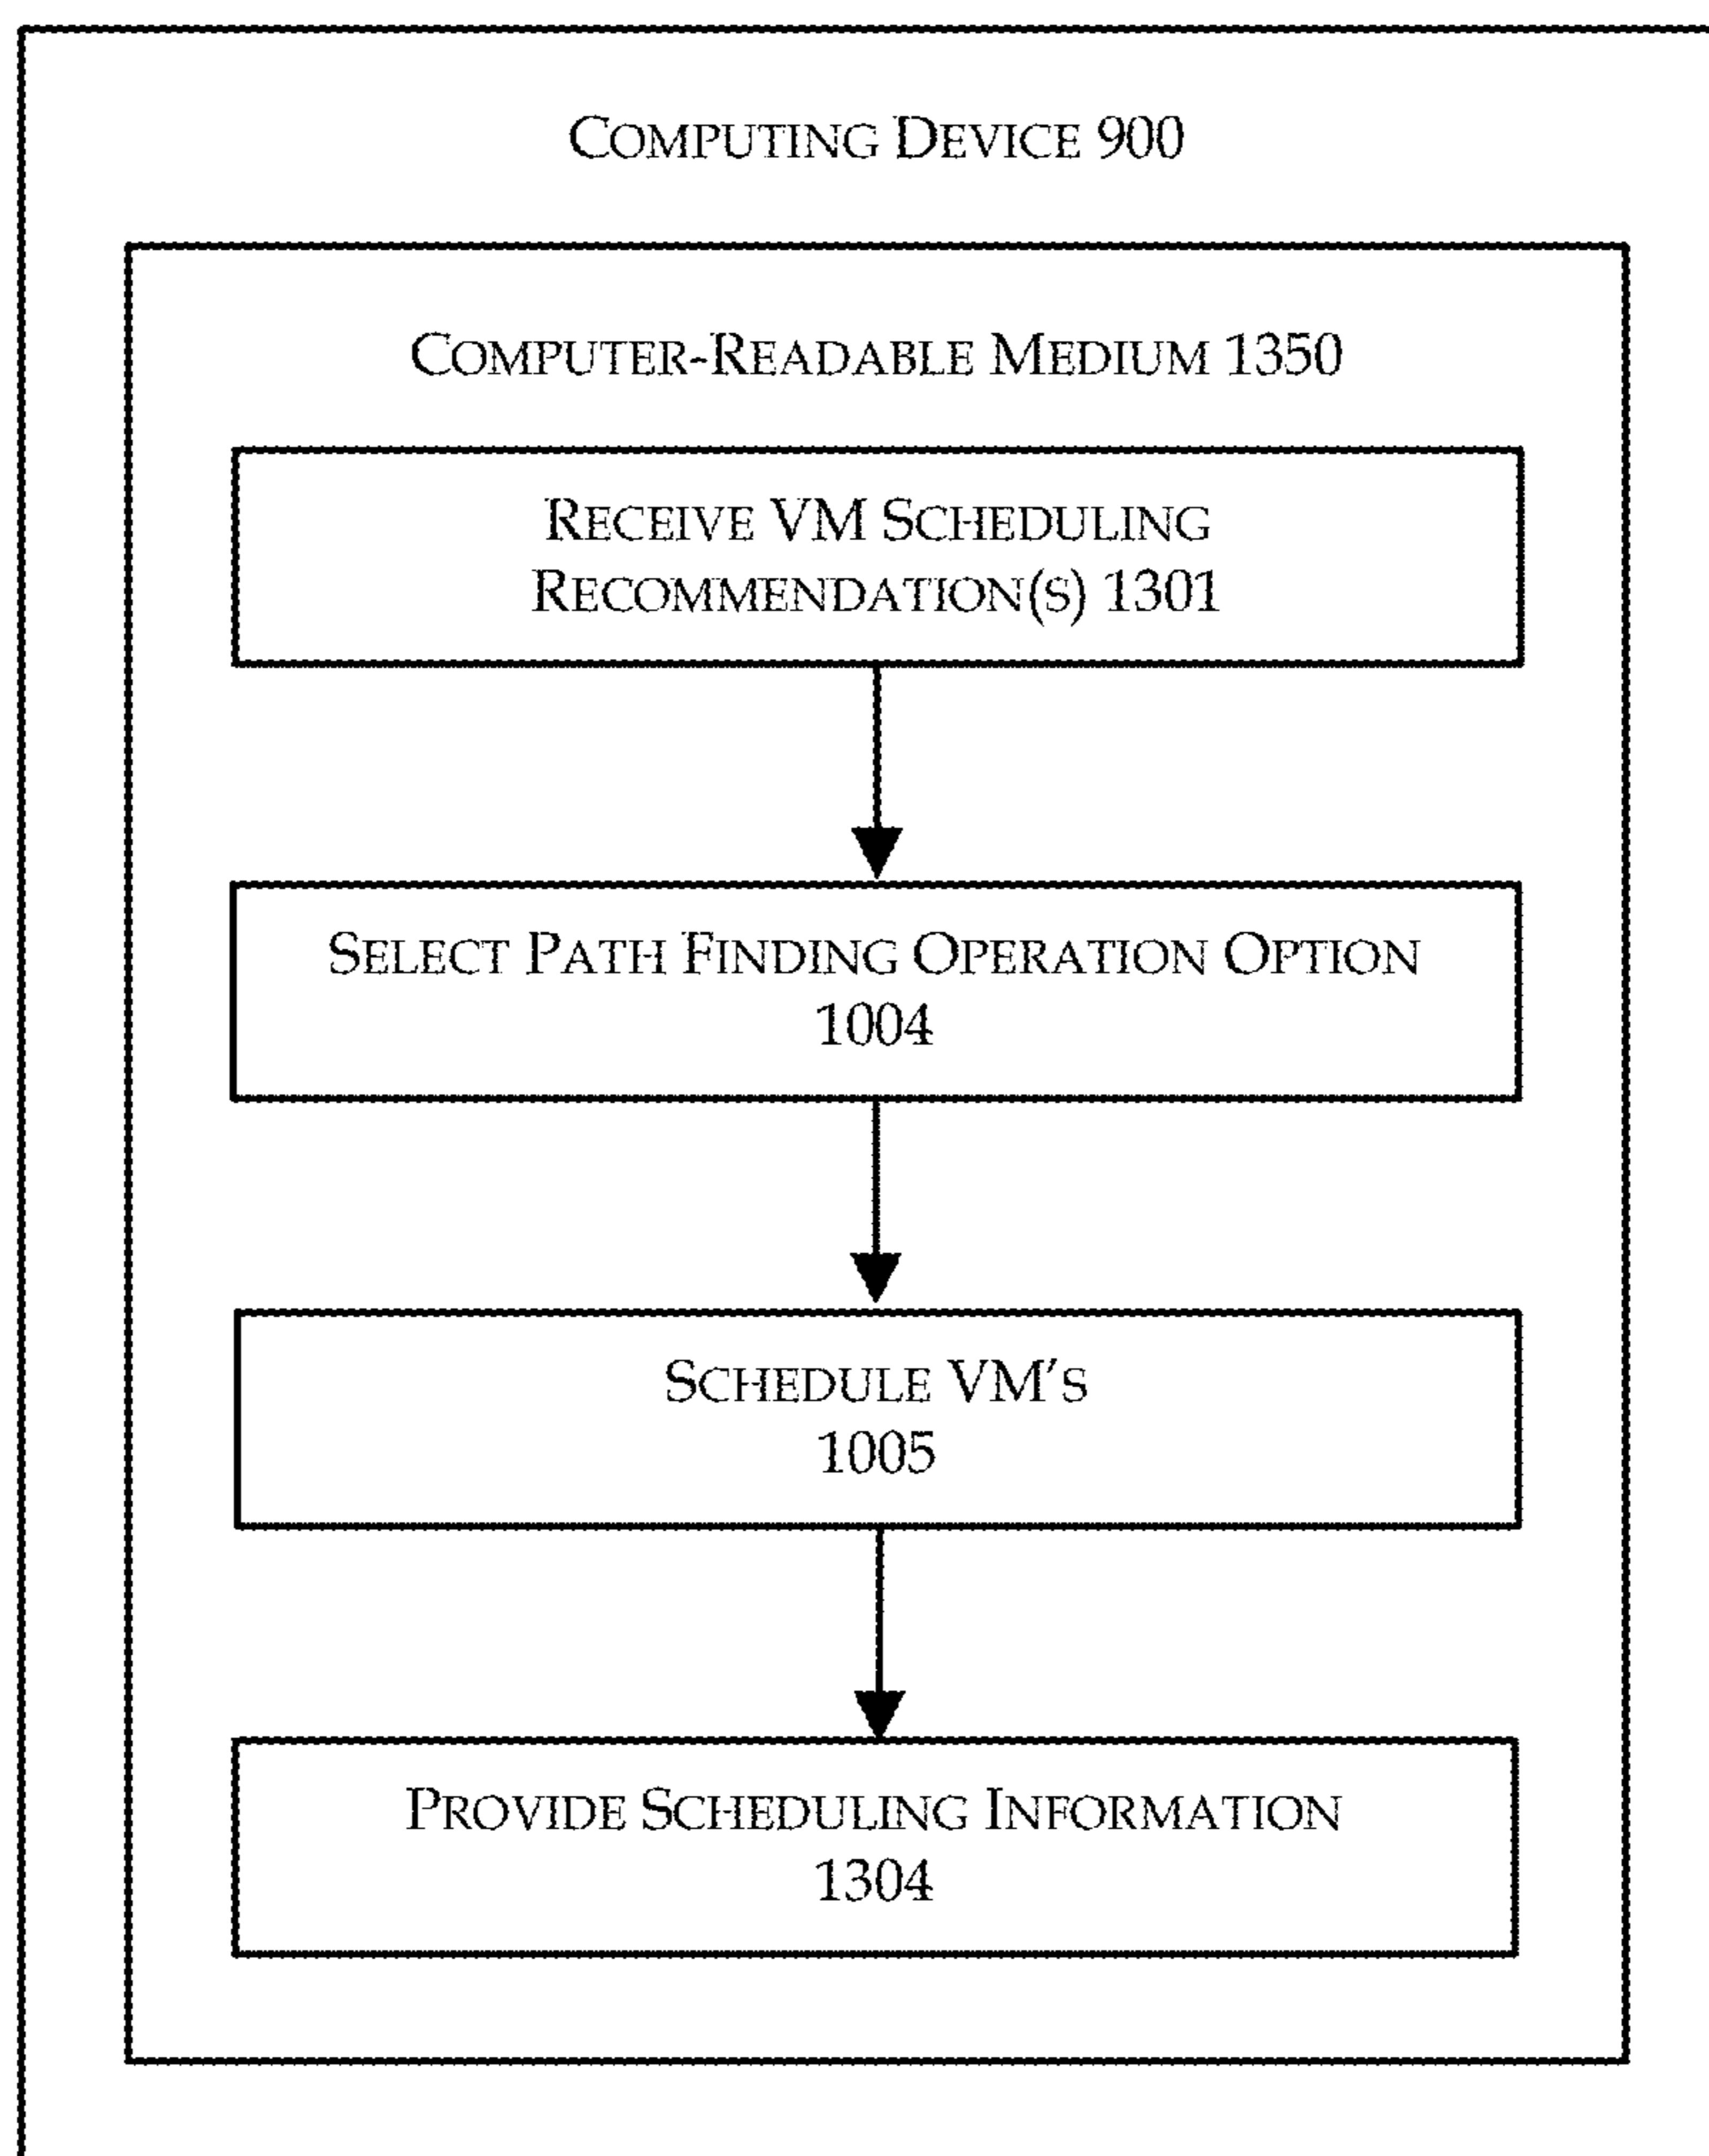 COMPUTING DEVICE 900
COMPUTER-READABLE MEDIUM 1350
RECEIVE VM SCHEDULING
RECOMMENDATION(S) 1301
SELECT PATH FINDING OPERATION OPTION
1004
SCHEDULE VM'S
1005
PROVIDE SCHEDULING INFORMATION
1304